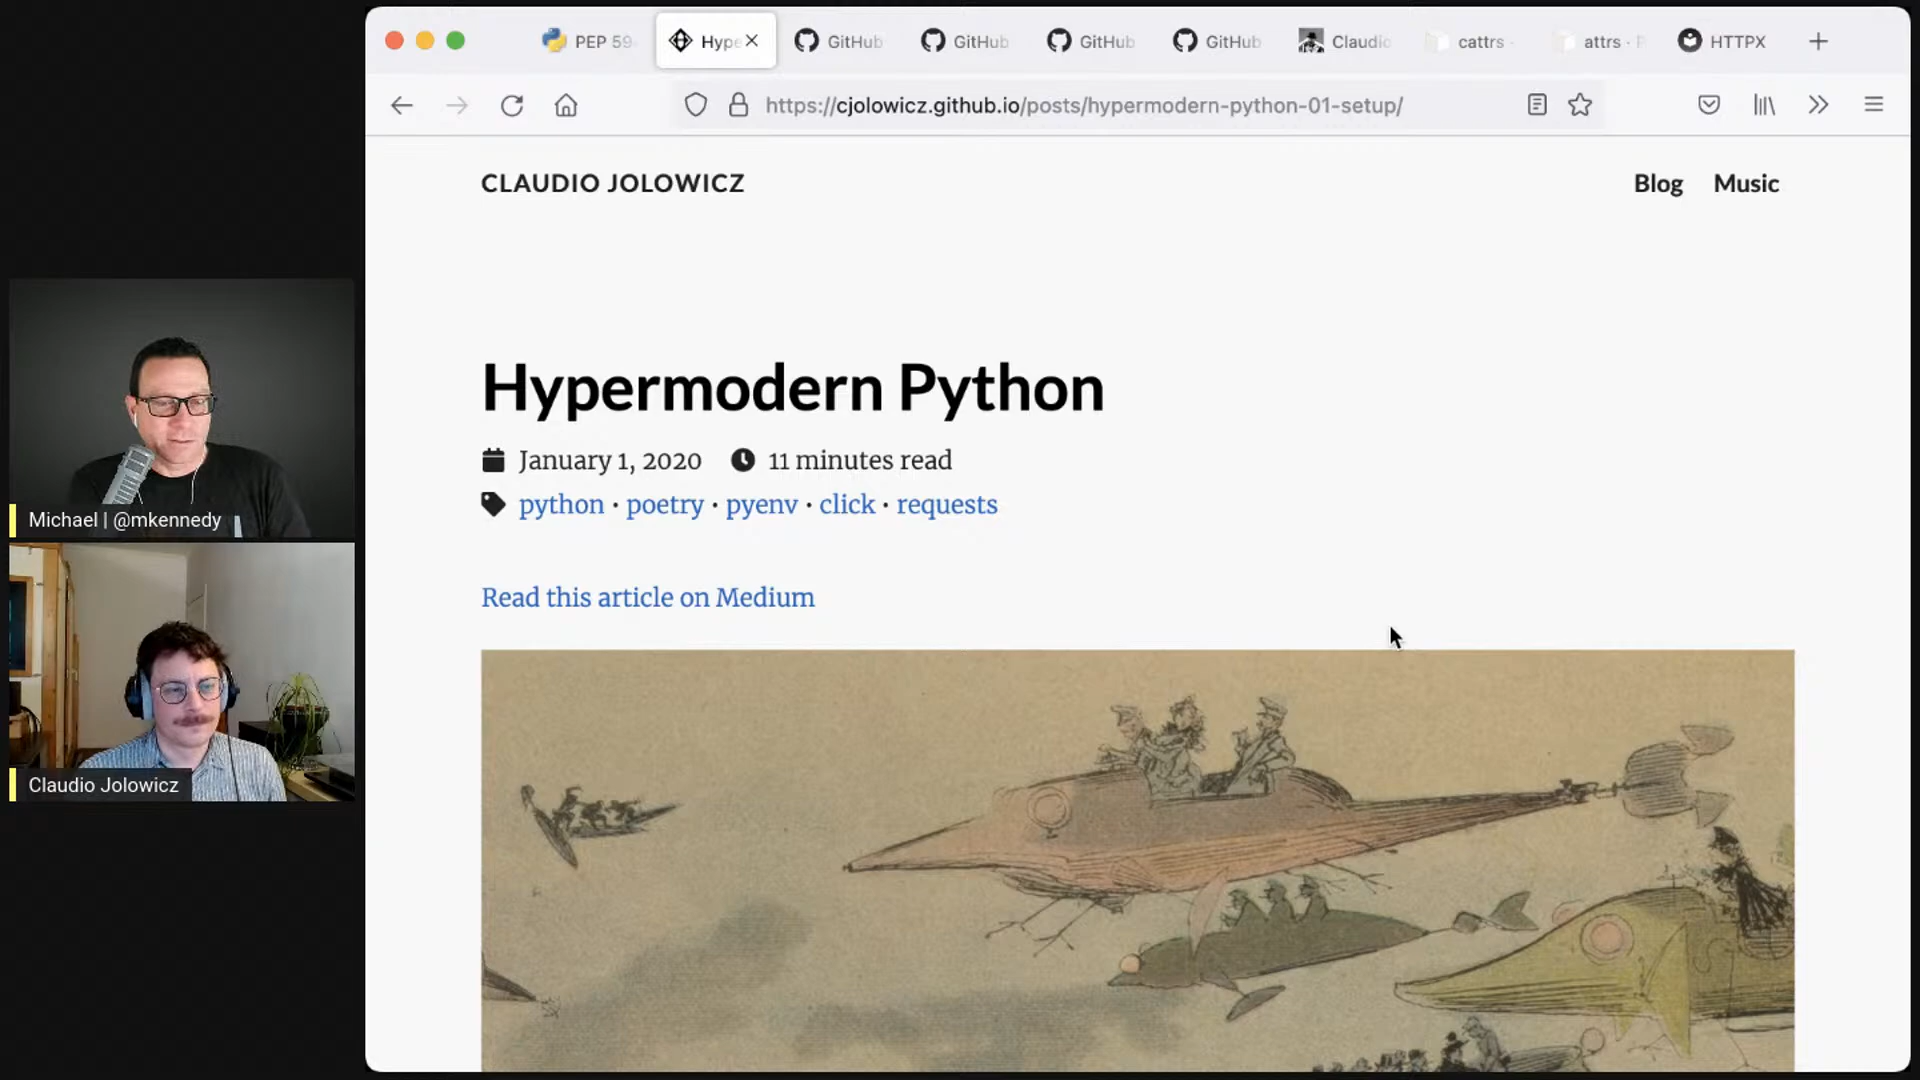 PEP 59
Hype
GitHub
GitHub
GitHub
GitHub
Claudio
cattrs
attrs
HTTPX
https://cjolowicz.github.io/posts/hypermodern-python-01-setup/
CLAUDIO JOLOWICZ
Blog Music
Hypermodern Python
January 1, 2020 11 minutes read
python · poetry · pyenv · click · requests
Read this article on Medium
Michael | @mkennedy
Claudio Jolowicz